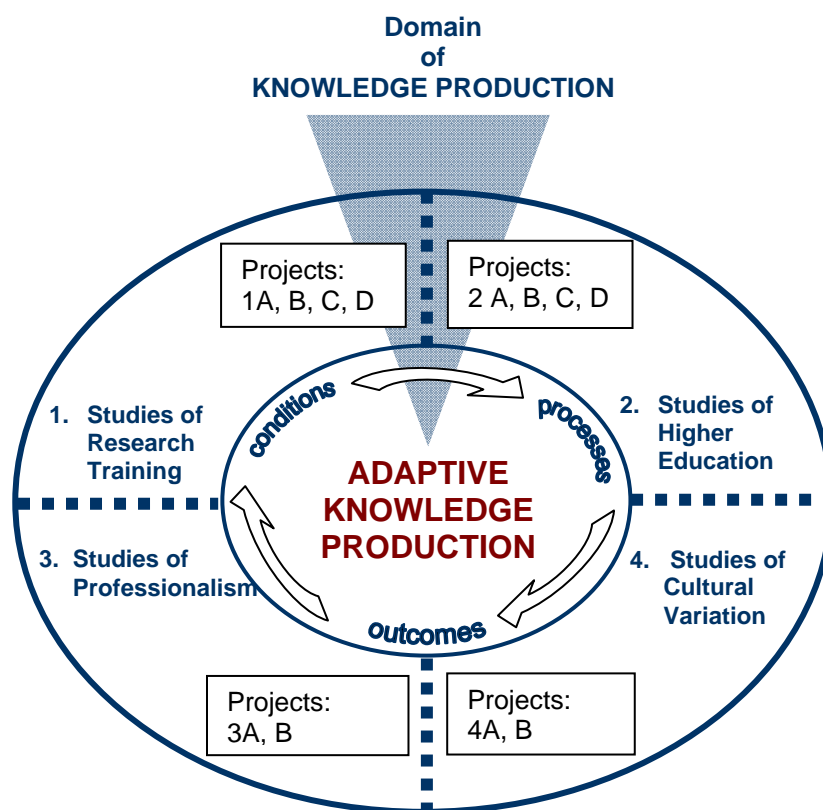 Domain
of
KNOWLEDGE PRODUCTION
Projects:
1A, B, C, D
Projects:
2 A, B, C, D
conditions
processes
1. Studies of
Research
Training
2. Studies of
Higher
Education
ADAPTIVE
KNOWLEDGE
PRODUCTION
3. Studies of
Professionalism
4. Studies of
Cultural
Variation
outcomes
Projects:
3A, B
Projects:
4A, B